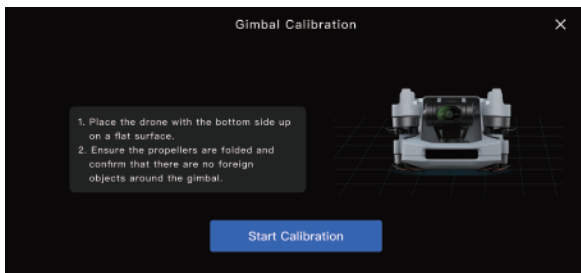 Gimbal Calibration
1. Place the drone with the bottom side up
on a flat surface.
2. Ensure the propellers are folded and
confirm that there are no foreign
objects around the gimbal.
Start Calibration